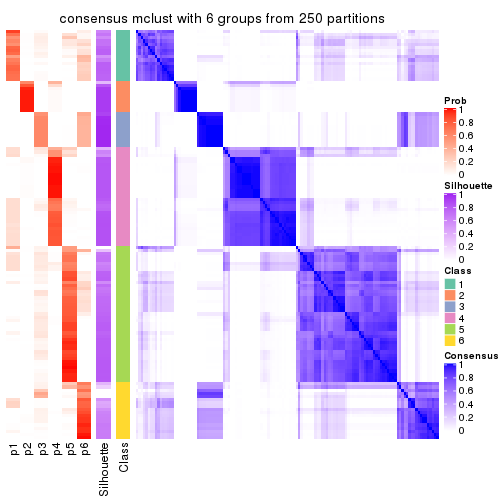 consensus mclust with 6 groups from 250 partitions
Prob
1
0.8
0.6
0.4
0.2
0
Silhouette
1
0.8
0.6
0.4
0.2
0
Class
1
2
3
4
5
6
Consensus
1
0.8
0.6
0.4
0.2
0
p1
p2
p3
p4
p5
p6
Silhouette
Class